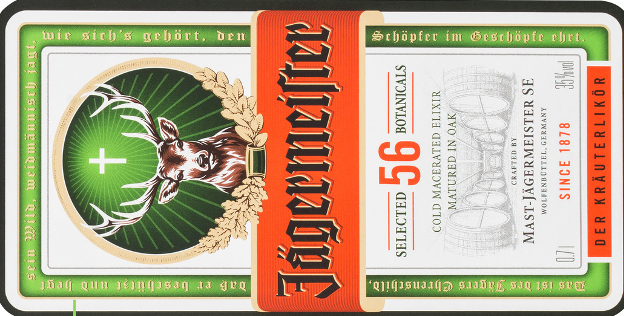 Das ist des Jägers Ehrenschild,
daß er beschützt und hegt
sein Wild, weidmännisch jagt,
wie sich's gehört, den
Schöpfer im Geschöpfe ehrt.
Jägermeister
SELECTED 56 BOTANICALS
COLD MACERATED ELIXIR
MATURED IN OAK
CRAFTED BY
MAST-JÄGERMEISTER SE
WOLFENBÜTTEL, GERMANY
0,7l SINCE 1878 35%vol
DER KRÄUTERLIKÖR